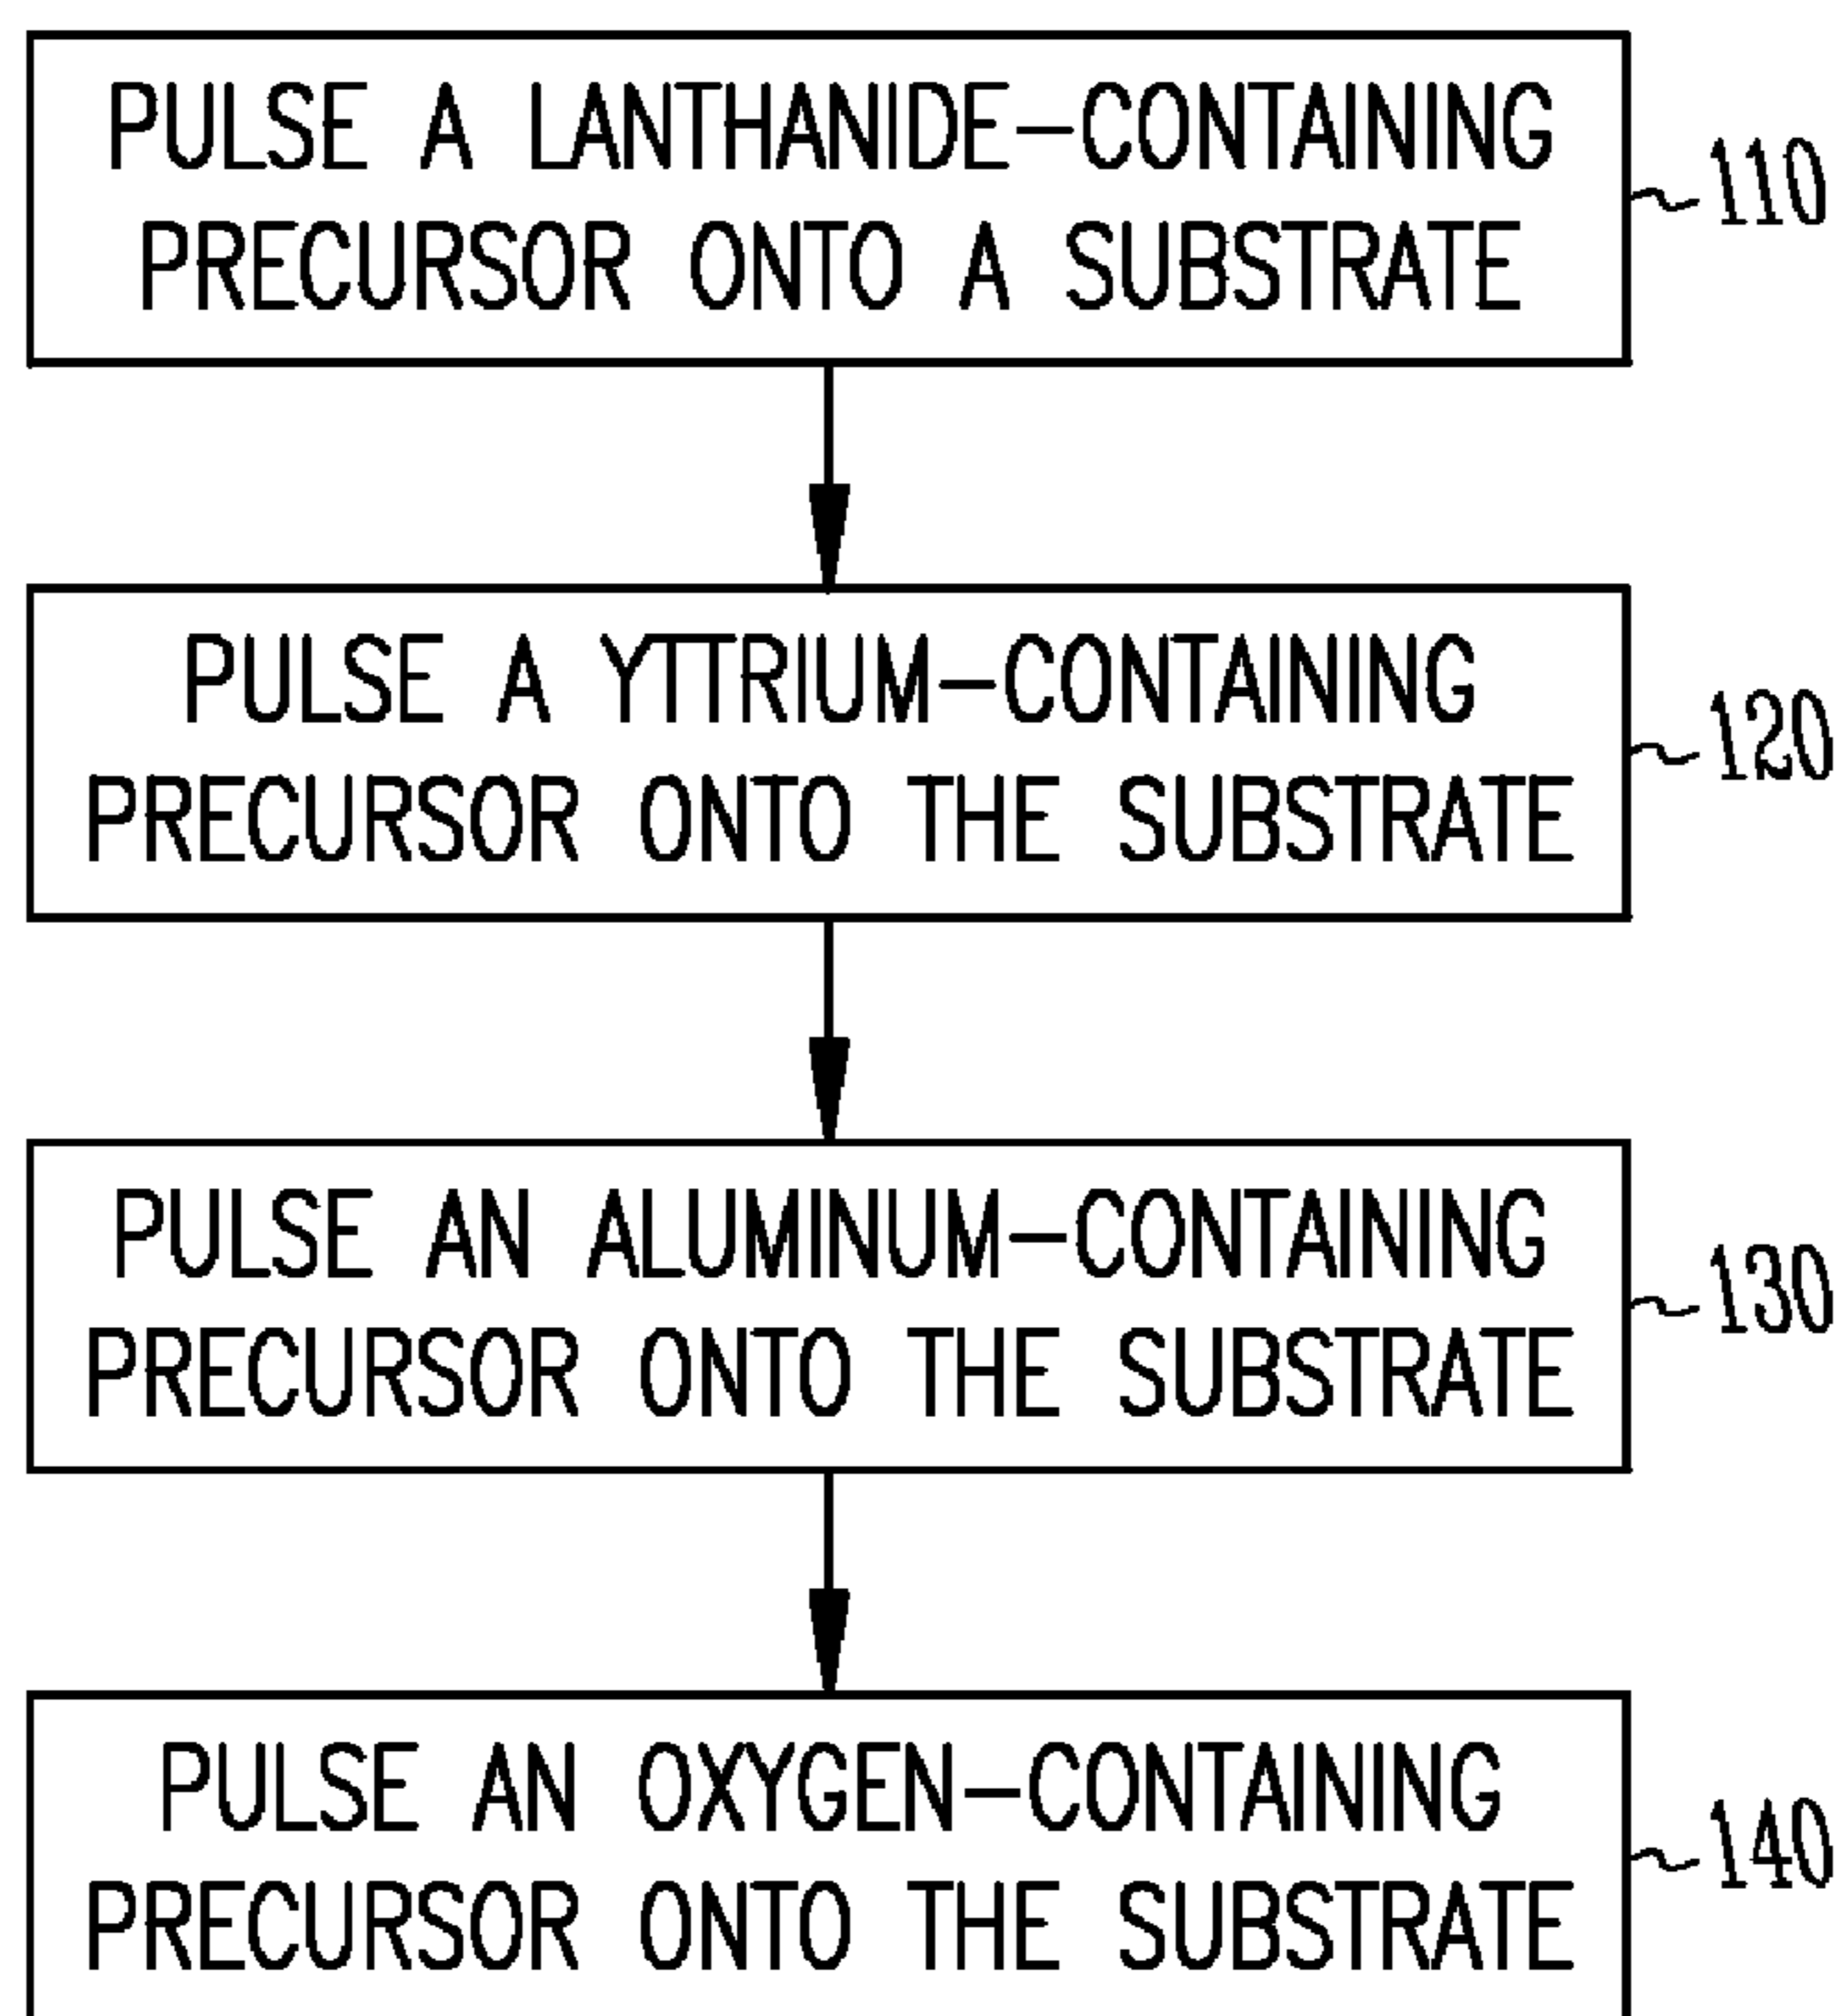 PULSE A LANTHANIDE-CONTAINING
PRECURSOR ONTO A SUBSTRATE
110
PULSE A YTTRIUM-CONTAINING
PRECURSOR ONTO THE SUBSTRATE
120
PULSE AN ALUMINUM-CONTAINING
PRECURSOR ONTO THE SUBSTRATE
130
PULSE AN OXYGEN-CONTAINING
PRECURSOR ONTO THE SUBSTRATE
140